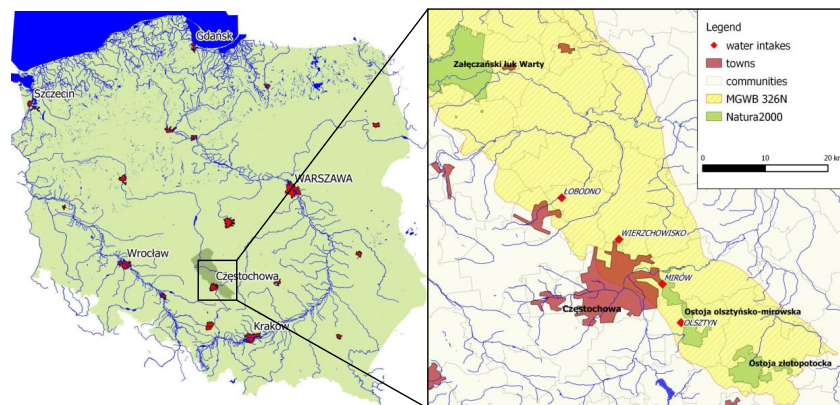 Gdańsk
Szczecin
WARSZAWA
Wrocław
Częstochowa
Kraków
Załęczański łuk Warty
ŁOBODNO
WIERZCHOWISKO
MIRÓW
Częstochowa
Ostoja olsztyńsko-mirowska
OLSZTYN
Ostoja złotopotocka
Legend
water intakes
towns
communities
MGWB 326N
Natura2000
0 10 20 km